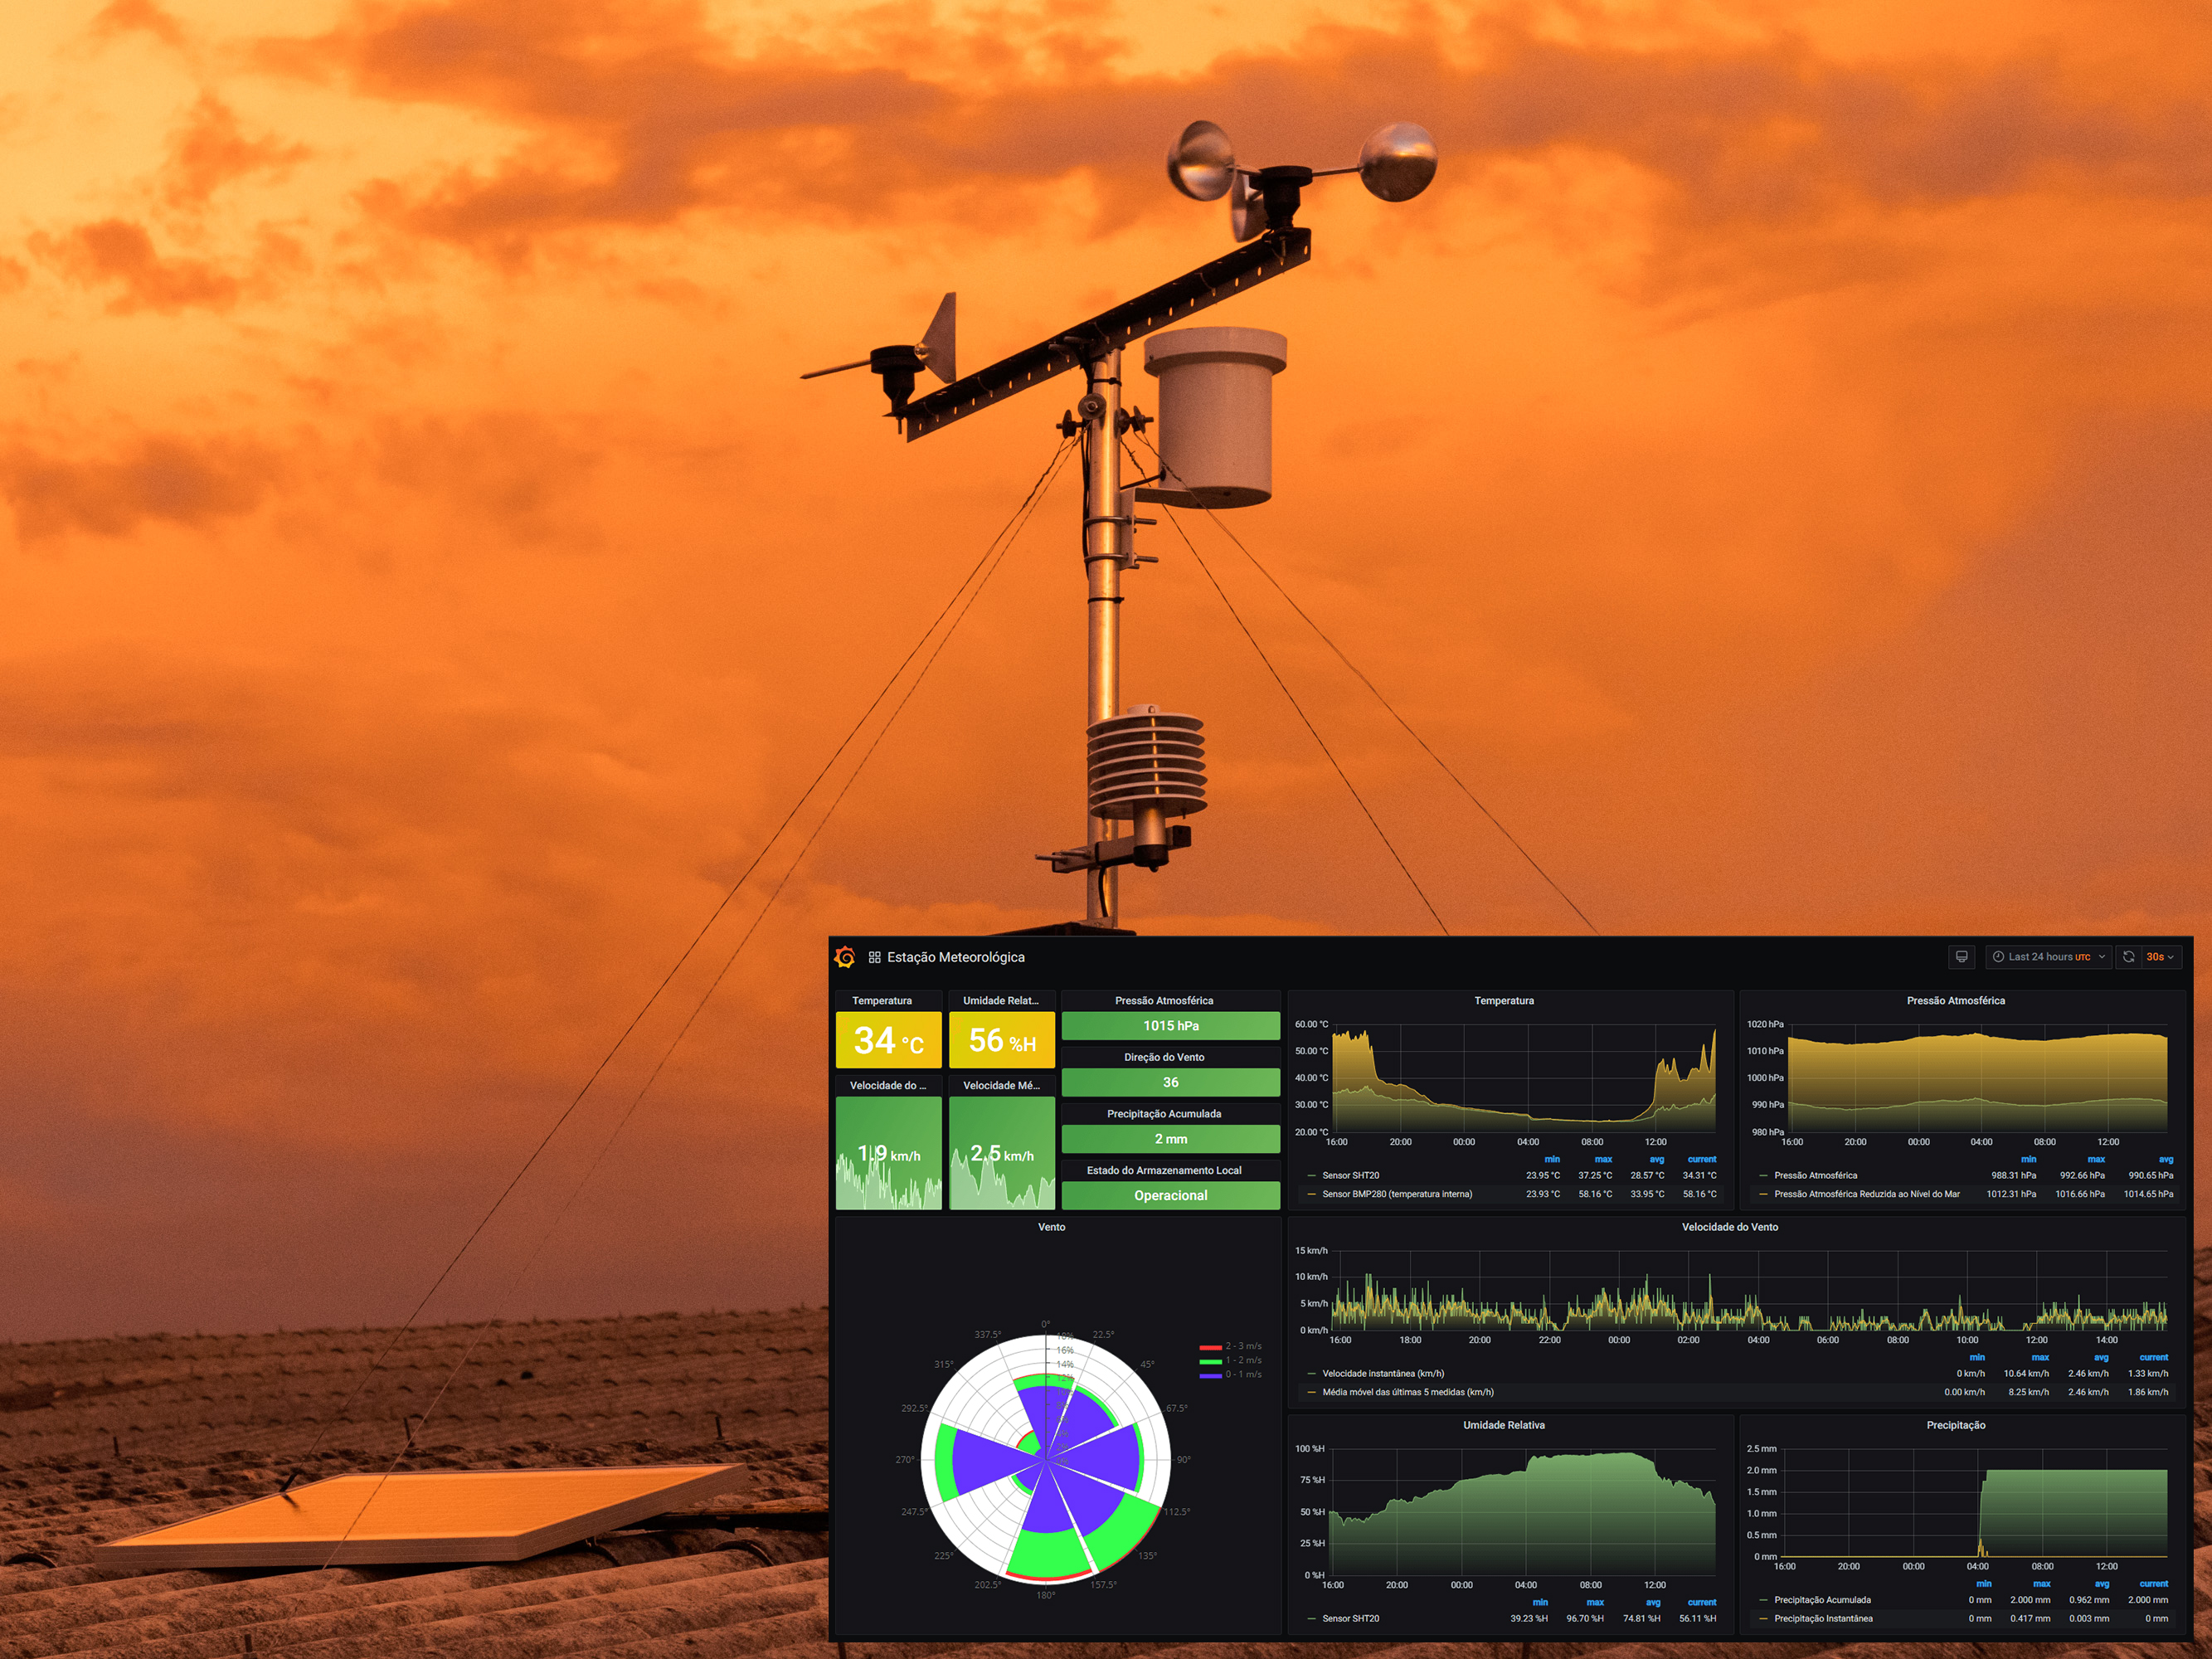 Estação Meteorológica
Last 24 hours UTC
30s
Temperatura
34 °C
Umidade Relat...
56 %H
Pressão Atmosférica
1015 hPa
Direção do Vento
36
Velocidade do ...
1.9 km/h
Velocidade Mé...
2.5 km/h
Precipitação Acumulada
2 mm
Estado do Armazenamento Local
Operacional
Temperatura
60.00 °C
50.00 °C
40.00 °C
30.00 °C
20.00 °C
16:00 20:00 00:00 04:00 08:00 12:00
min max avg current
Sensor SHT20 23.95 °C 37.25 °C 28.57 °C 34.31 °C
Sensor BMP280 (temperatura interna) 23.93 °C 58.16 °C 33.95 °C 58.16 °C
Pressão Atmosférica
1020 hPa
1010 hPa
1000 hPa
990 hPa
980 hPa
16:00 20:00 00:00 04:00 08:00 12:00
min max avg
Pressão Atmosférica 988.31 hPa 992.66 hPa 990.65 hPa
Pressão Atmosférica Reduzida ao Nível do Mar 1012.31 hPa 1016.66 hPa 1014.65 hPa
Vento
0°
22.5°
45°
67.5°
90°
112.5°
135°
157.5°
180°
202.5°
225°
247.5°
270°
292.5°
315°
337.5°
16%
14%
2 - 3 m/s
1 - 2 m/s
0 - 1 m/s
Velocidade do Vento
15 km/h
10 km/h
5 km/h
0 km/h
16:00 18:00 20:00 22:00 00:00 02:00 04:00 06:00 08:00 10:00 12:00 14:00
min max avg current
Velocidade Instantânea (km/h) 0 km/h 10.64 km/h 2.46 km/h 1.33 km/h
Média móvel das últimas 5 medidas (km/h) 0.00 km/h 8.25 km/h 2.46 km/h 1.86 km/h
Umidade Relativa
100 %H
75 %H
50 %H
25 %H
0 %H
16:00 20:00 00:00 04:00 08:00 12:00
min max avg current
Sensor SHT20 39.23 %H 96.70 %H 74.81 %H 56.11 %H
Precipitação
2.5 mm
2.0 mm
1.5 mm
1.0 mm
0.5 mm
0 mm
16:00 20:00 00:00 04:00 08:00 12:00
min max avg current
Precipitação Acumulada 0 mm 2.000 mm 0.962 mm 2.000 mm
Precipitação Instantânea 0 mm 0.417 mm 0.003 mm 0 mm